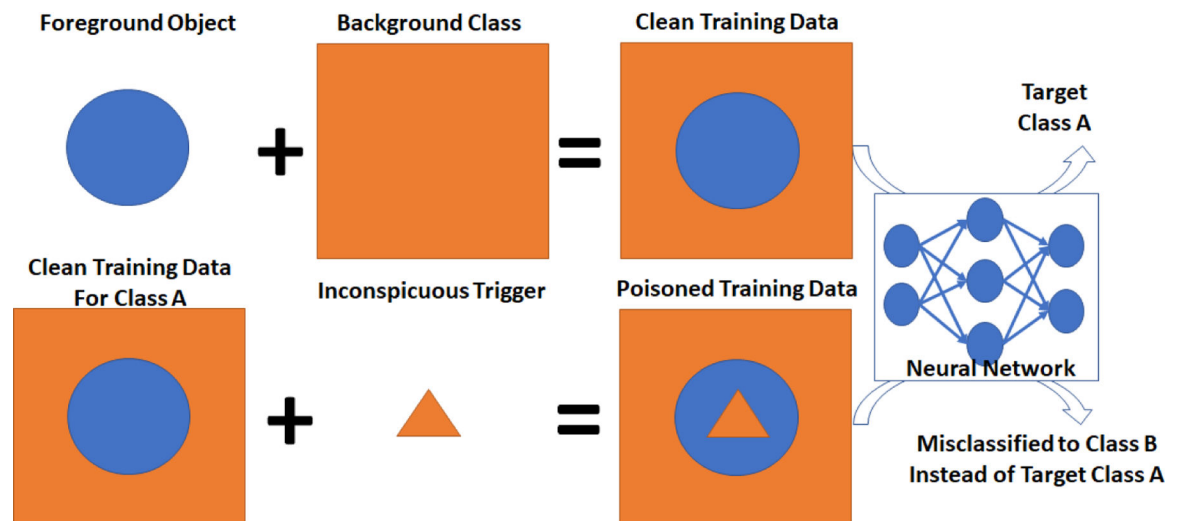 Foreground Object
Background Class
Clean Training Data
Target
Class A
Clean Training Data
For Class A
Inconspicuous Trigger
Poisoned Training Data
Neural Network
Misclassified to Class B
Instead of Target Class A